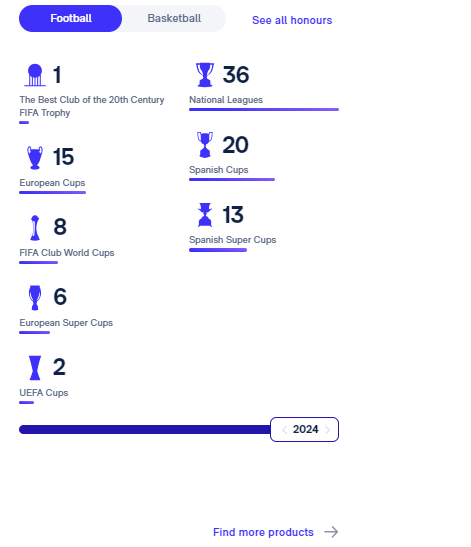 Football
Basketball
See all honours
1
The Best Club of the 20th Century
FIFA Trophy
15
European Cups
8
FIFA Club World Cups
6
European Super Cups
2
UEFA Cups
36
National Leagues
20
Spanish Cups
13
Spanish Super Cups
2024
Find more products